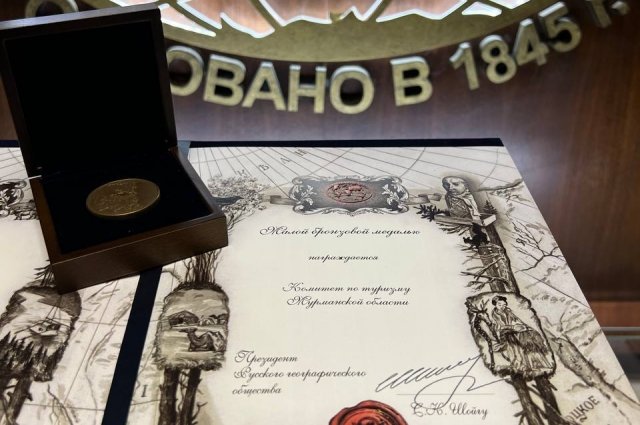 ОВАНО В 1845 Г.
Малой бронзовой медалью
награждается
Комитет по туризму
Мурманской области
Президент
Русского географического
общества
С.К. Шойгу